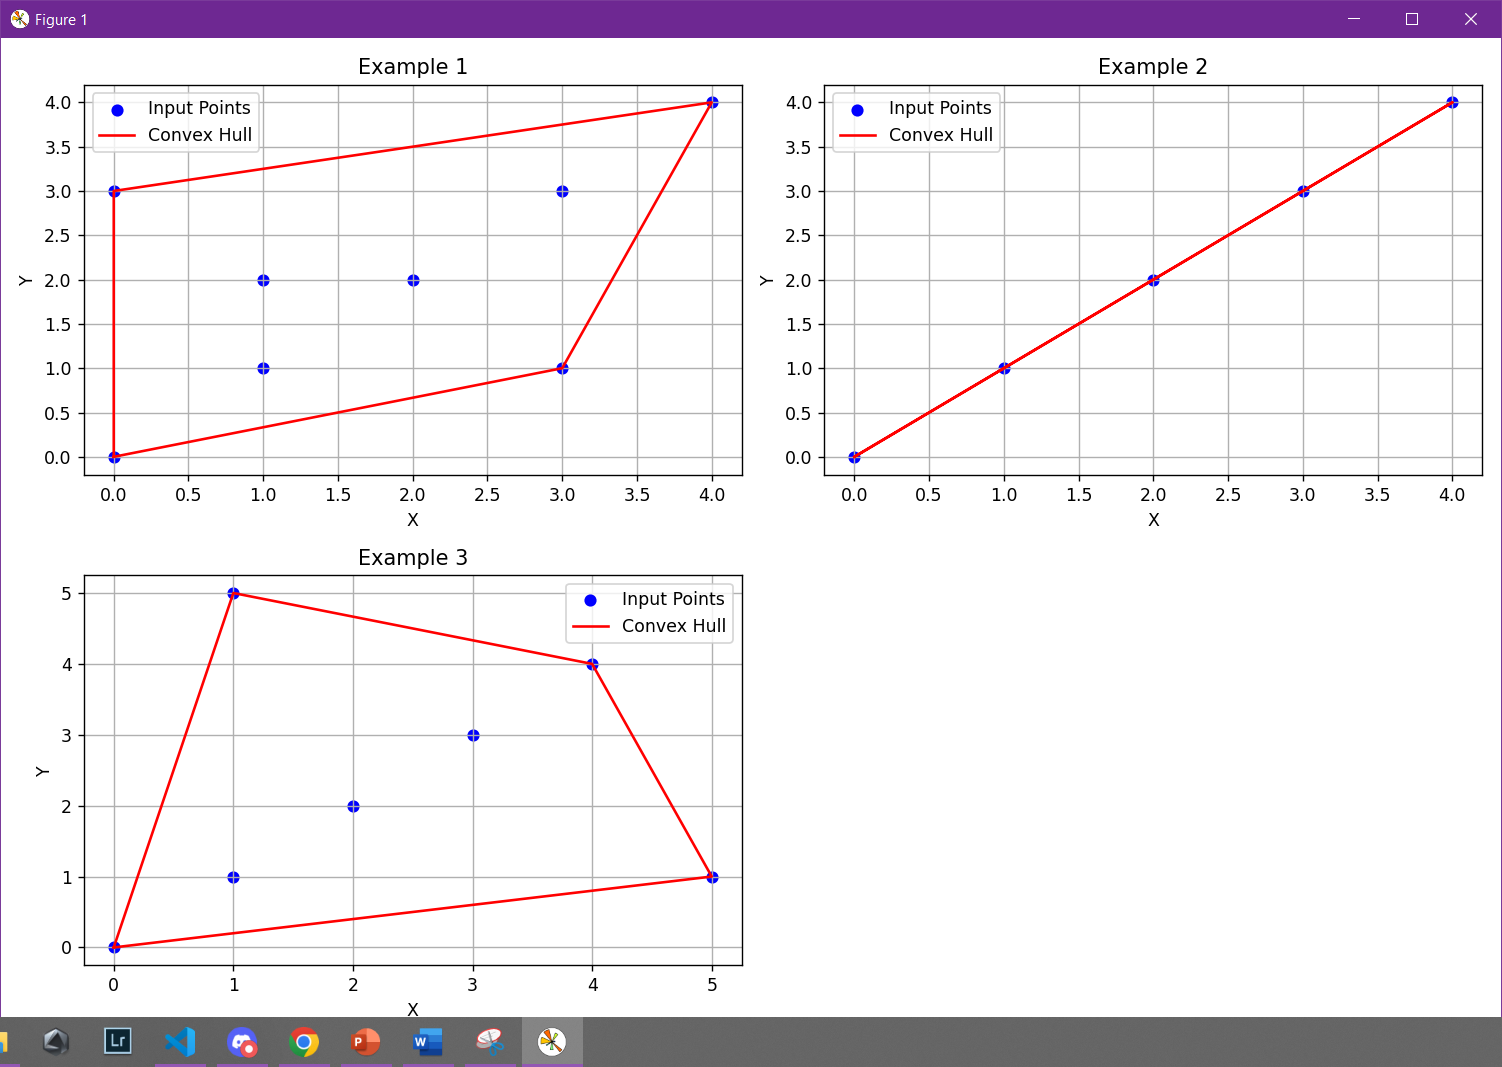 Figure 1
Example 1
Input Points
Convex Hull
4.0
3.5
3.0
2.5
2.0
1.5
1.0
0.5
0.0
Y
0.0 0.5 1.0 1.5 2.0 2.5 3.0 3.5 4.0
X
Example 2
Input Points
Convex Hull
4.0
3.5
3.0
2.5
2.0
1.5
1.0
0.5
0.0
Y
0.0 0.5 1.0 1.5 2.0 2.5 3.0 3.5 4.0
X
Example 3
Input Points
Convex Hull
5
4
3
2
1
0
Y
0 1 2 3 4 5
X
Lr
P
W